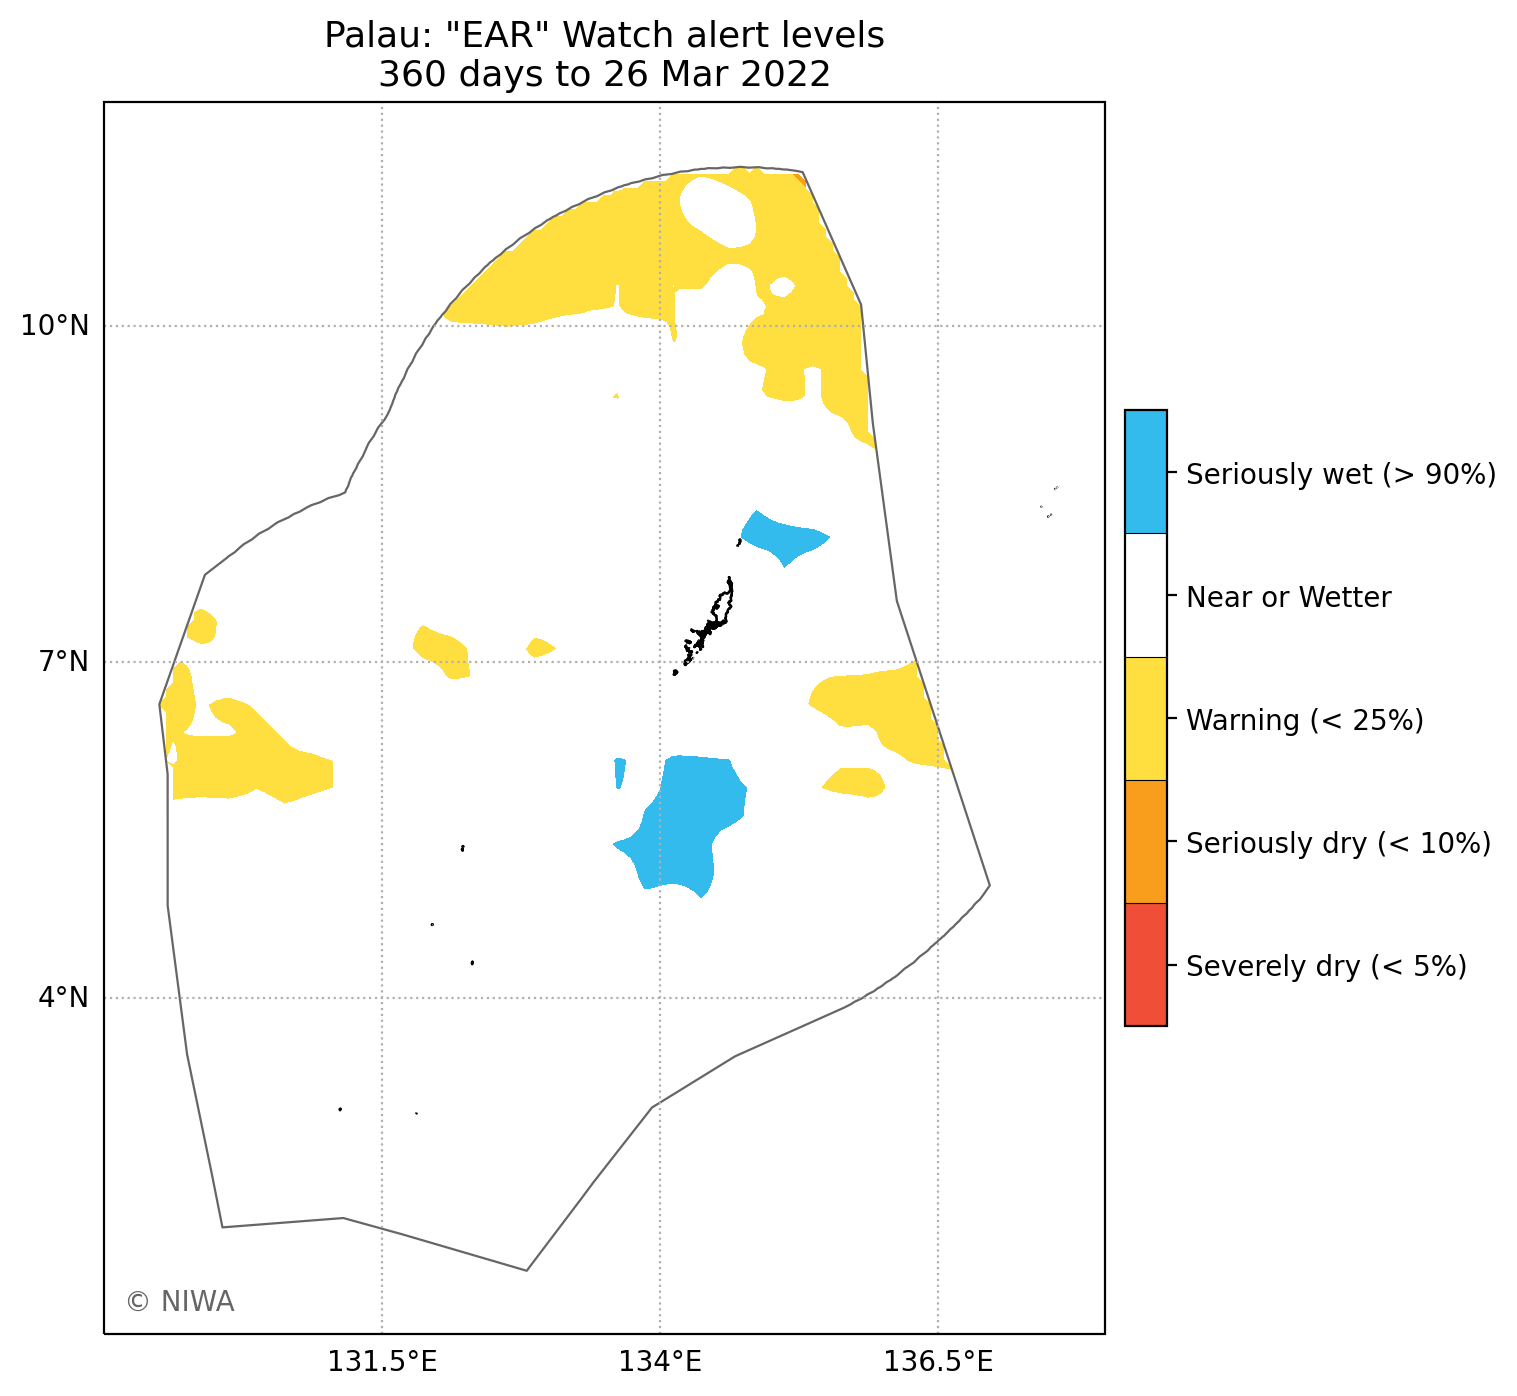 Palau: "EAR" Watch alert levels
360 days to 26 Mar 2022
10°N
7°N
4°N
131.5°E
134°E
136.5°E
Seriously wet (> 90%)
Near or Wetter
Warning (< 25%)
Seriously dry (< 10%)
Severely dry (< 5%)
© NIWA